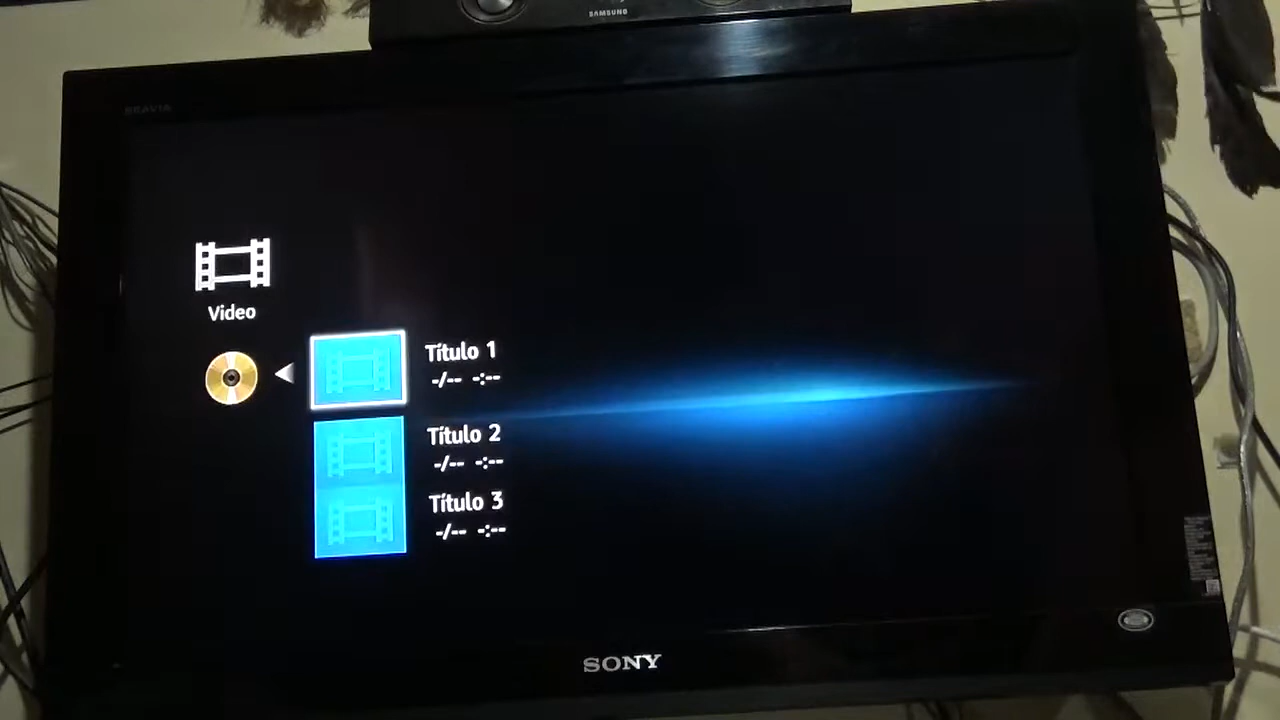 SAMSUNG
BRAVIA
Video
Título 1
-/-- -:--
Título 2
-/-- -:--
Título 3
-/-- -:--
SONY